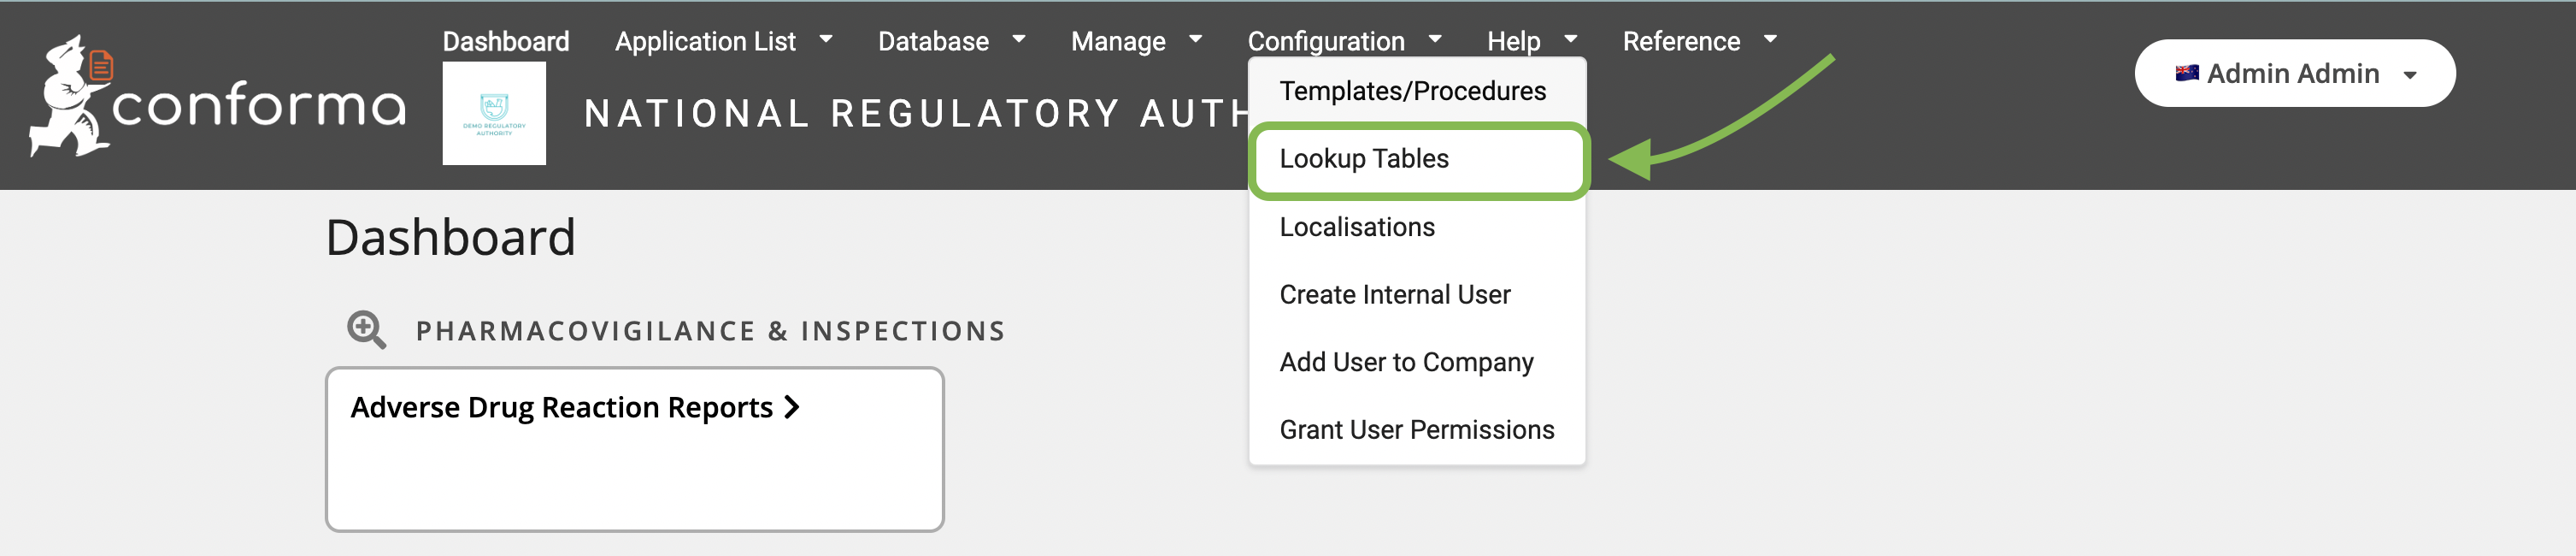 conforma
Dashboard Application List Database Manage Configuration Help Reference
DEMO REGULATORY
AUTHORITY
NATIONAL REGULATORY AUTH
Admin Admin
Templates/Procedures
Lookup Tables
Localisations
Create Internal User
Add User to Company
Grant User Permissions
Dashboard
PHARMACOVIGILANCE & INSPECTIONS
Adverse Drug Reaction Reports